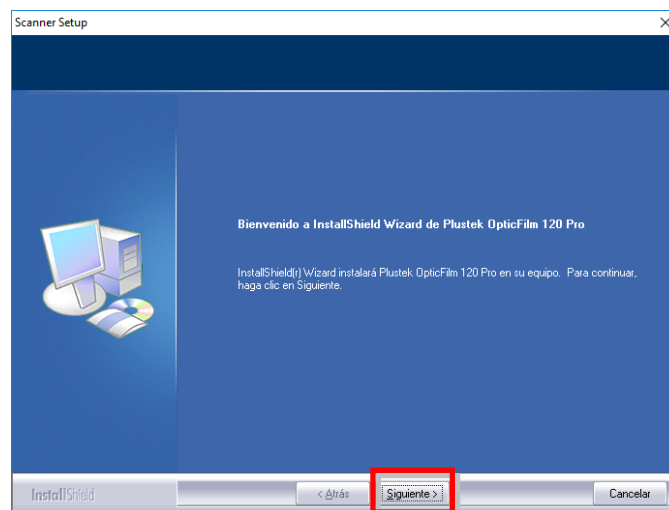 Scanner Setup
Bienvenido a InstallShield Wizard de Plustek OpticFilm 120 Pro
InstallShield(r) Wizard instalará Plustek OpticFilm 120 Pro en su equipo. Para continuar,
haga clic en Siguiente.
InstallShield
< Atrás
Siguiente >
Cancelar